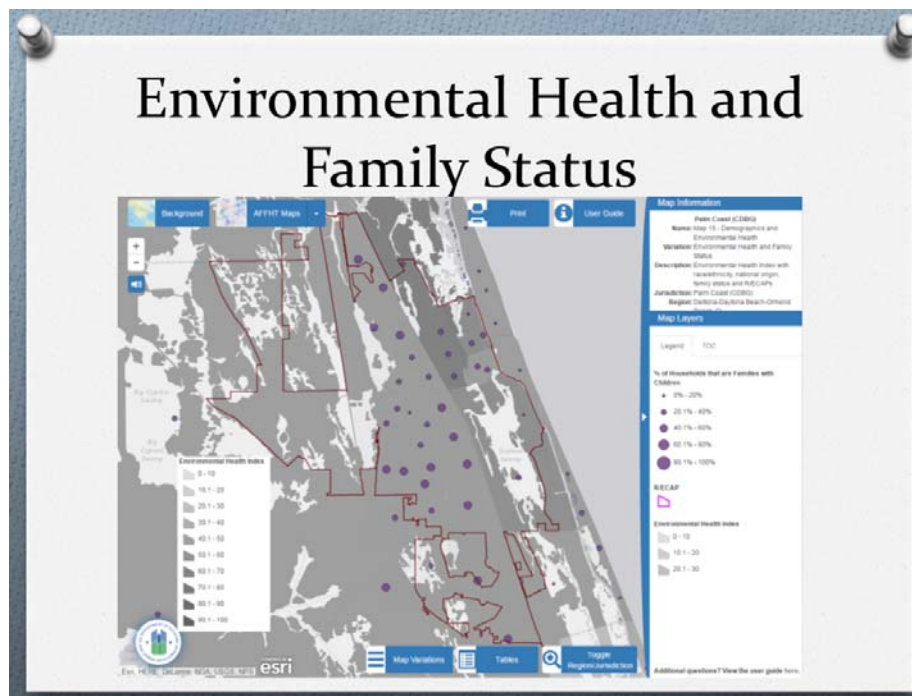 Environmental Health and
Family Status
Background
AFFHT Maps
Print
User Guide
+
-
Map Information
Palm Coast (CDBG)
Name: Map 15 - Demographics and
Environmental Health
Variation: Environmental Health and Family
Status
Description: Environmental Health Index with
race/ethnicity, national origin,
family status and R/ECAPs
Jurisdiction: Palm Coast (CDBG)
Region: Deltona-Daytona Beach-Ormond
Map Layers
Legend
TOC
% of Households that are Families with
Children
0% - 20%
20.1% - 40%
40.1% - 60%
60.1% - 80%
80.1% - 100%
R/ECAP
Environmental Health Index
0 - 10
10.1 - 20
20.1 - 30
Environmental Health Index
0 - 10
10.1 - 20
20.1 - 30
30.1 - 40
40.1 - 50
50.1 - 60
60.1 - 70
70.1 - 80
80.1 - 90
90.1 - 100
esri
Esri, HERE, DeLorme, NGA, USGS, NPS
Map Variations
Tables
Toggle
Region/Jurisdiction
Additional questions? View the user guide here.